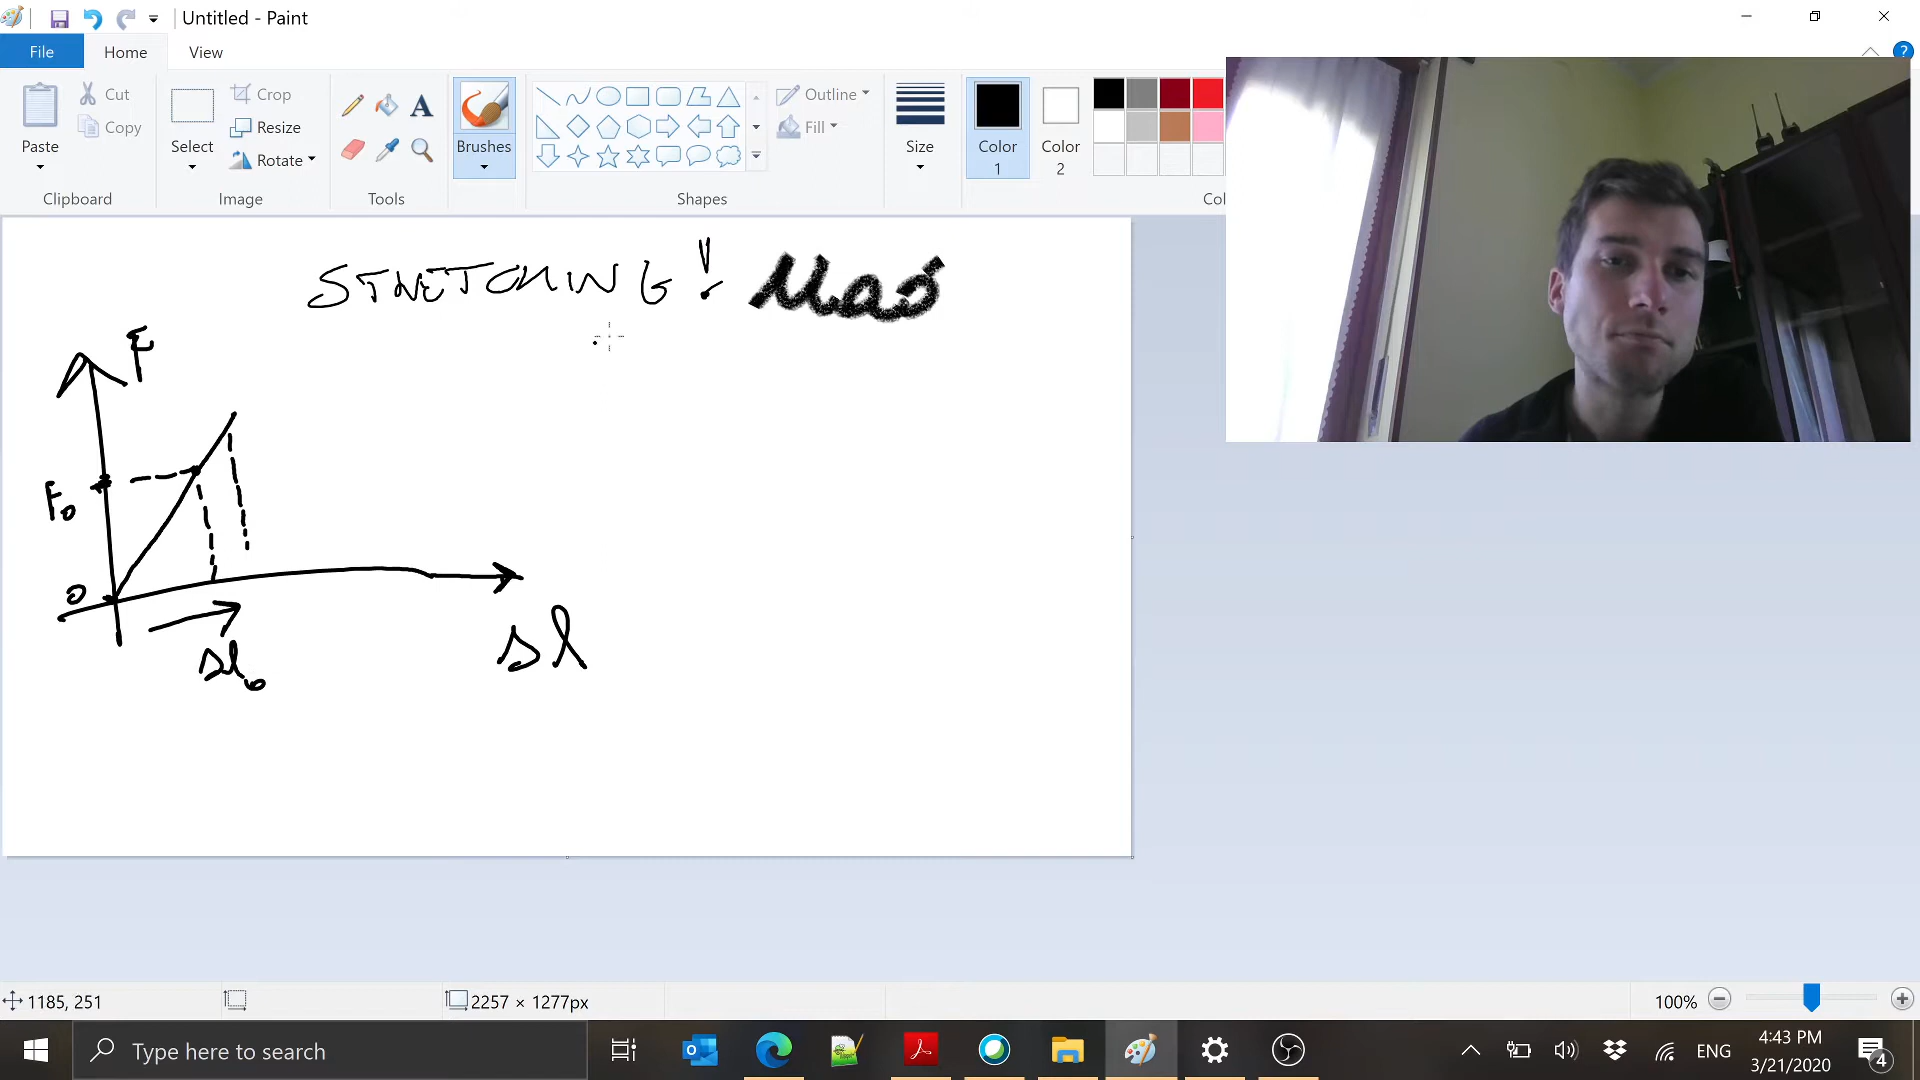 Untitled - Paint
File
Home
View
Paste
Cut
Copy
Clipboard
Select
Crop
Resize
Rotate
Image
Tools
Brushes
Outline
Fill
Shapes
Size
Color
1
Color
2
Col
STRETCHING!
F
F0
0
Δl0
Δl
1185, 251
2257 × 1277px
100%
Type here to search
ENG
4:43 PM
3/21/2020
4